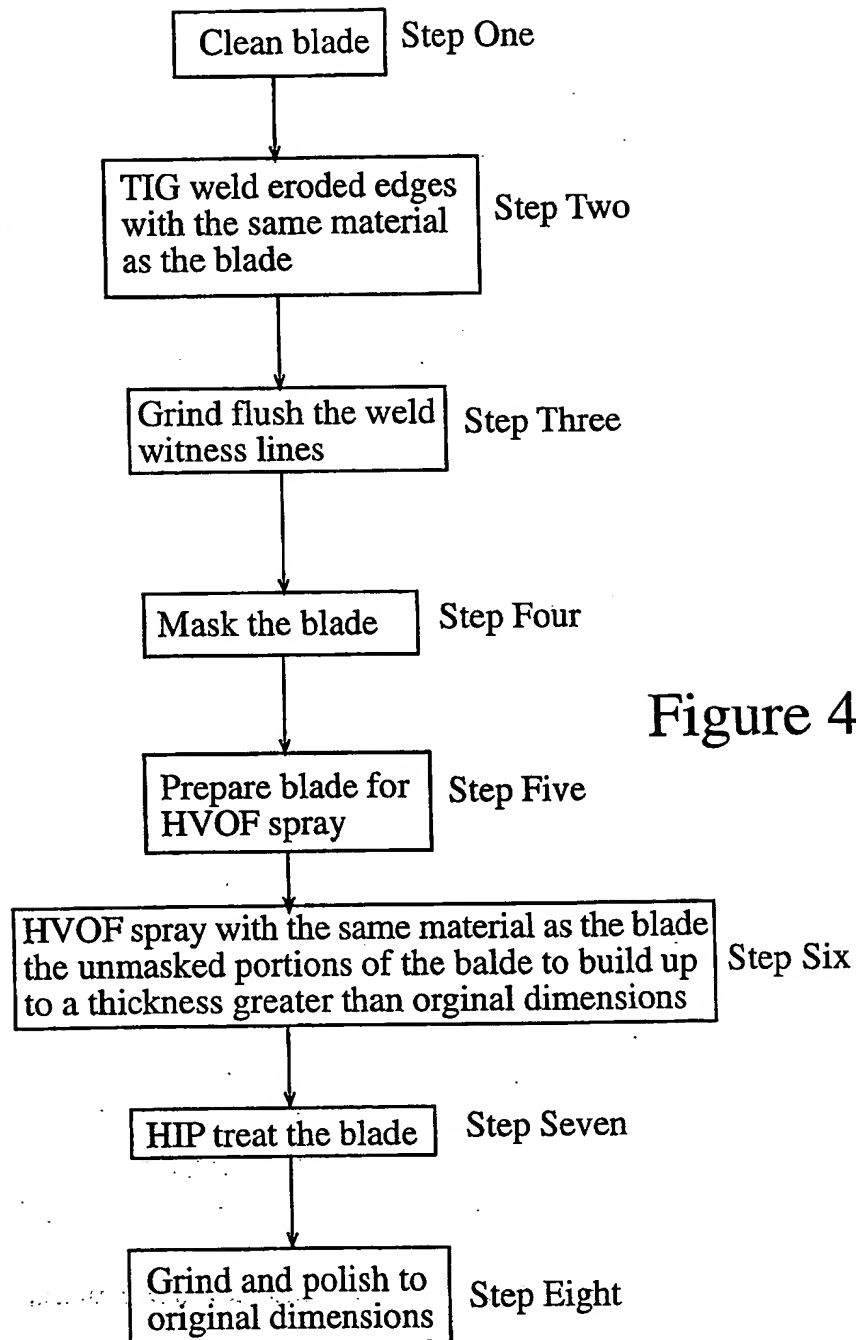 Clean blade
Step One
TIG weld eroded edges
with the same material
as the blade
Step Two
Grind flush the weld
witness lines
Step Three
Mask the blade
Step Four
Figure 4
Prepare blade for
HVOF spray
Step Five
HVOF spray with the same material as the blade
the unmasked portions of the balde to build up
to a thickness greater than orginal dimensions
Step Six
HIP treat the blade
Step Seven
Grind and polish to
original dimensions
Step Eight